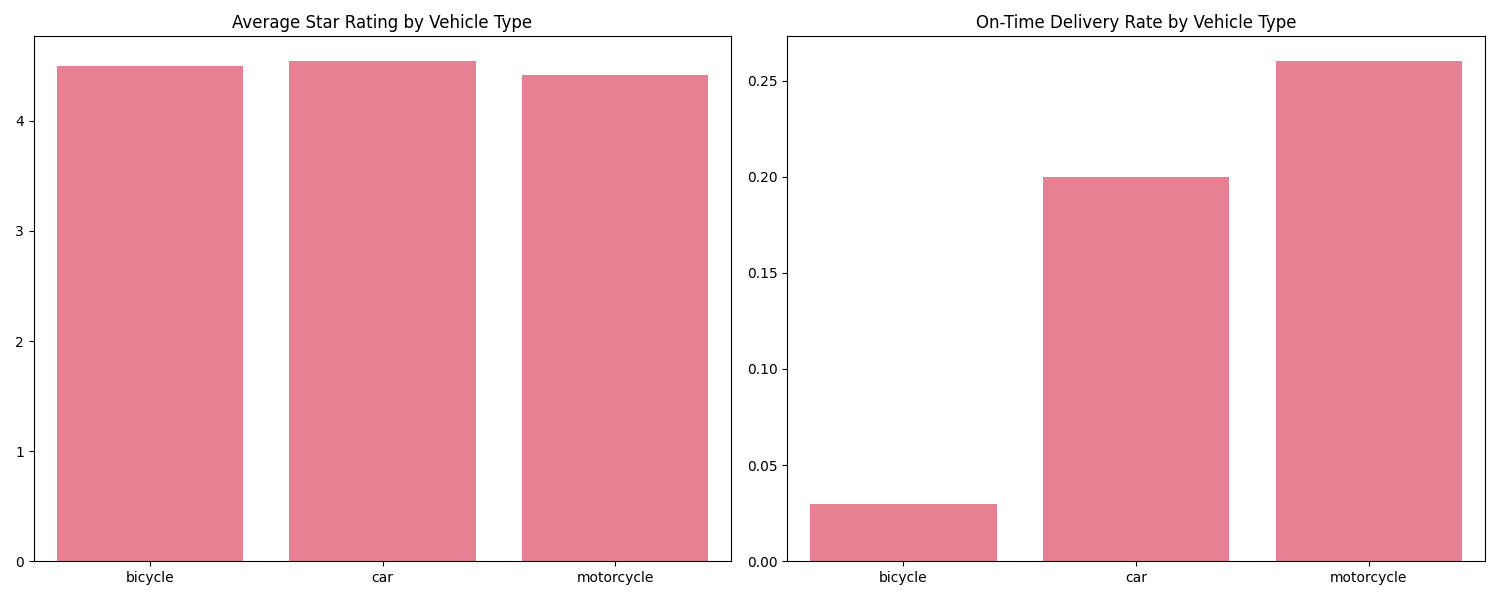 Average Star Rating by Vehicle Type
4
3
2
1
0
bicycle car motorcycle
On-Time Delivery Rate by Vehicle Type
0.25
0.20
0.15
0.10
0.05
0.00
bicycle car motorcycle